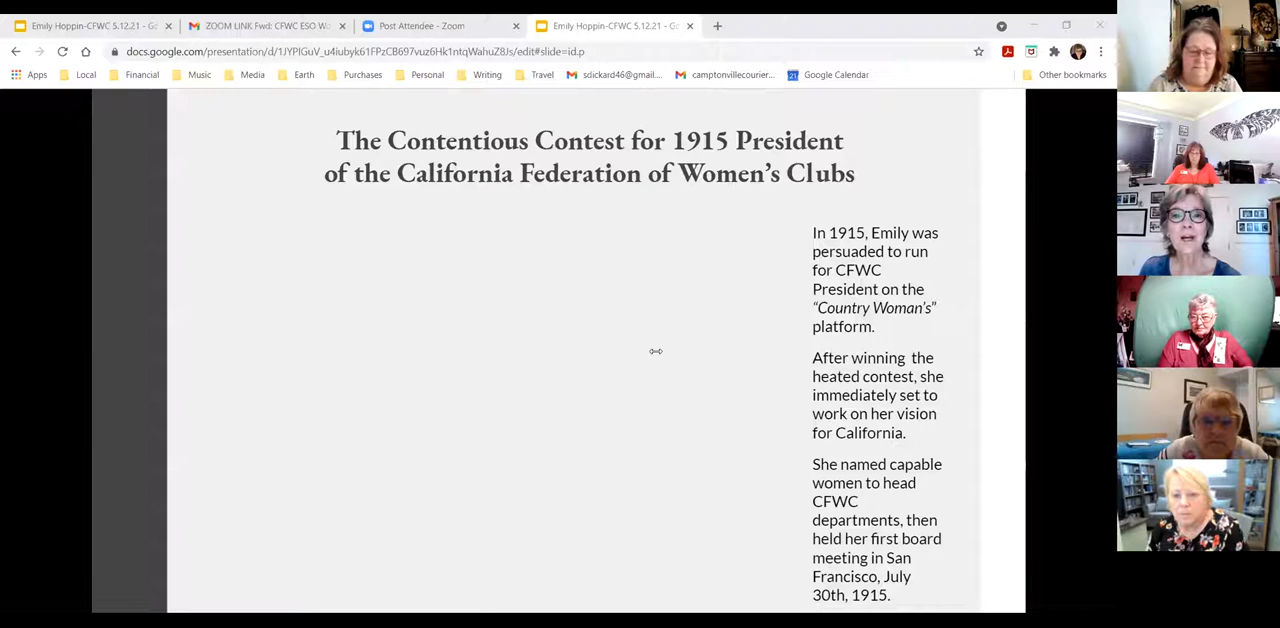 Emily Hoppin-CFWC 5.12.21 - Go
ZOOM LINK Fwd: CFWC ESO Wo
Post Attendee - Zoom
Emily Hoppin-CFWC 5.12.21 - Go
docs.google.com/presentation/d/1JYPlGuV_u4iubyk61FPzCB697vuz6Hk1ntqWahuZ8Js/edit#slide=id.p
Apps
Local
Financial
Music
Media
Earth
Purchases
Personal
Writing
Travel
sdickard46@gmail....
camptonvillecourier...
Google Calendar
Other bookmarks
The Contentious Contest for 1915 President
of the California Federation of Women's Clubs
In 1915, Emily was
persuaded to run
for CFWC
President on the
“Country Woman's”
platform.
After winning the
heated contest, she
immediately set to
work on her vision
for California.
She named capable
women to head
CFWC
departments, then
held her first board
meeting in San
Francisco, July
30th, 1915.